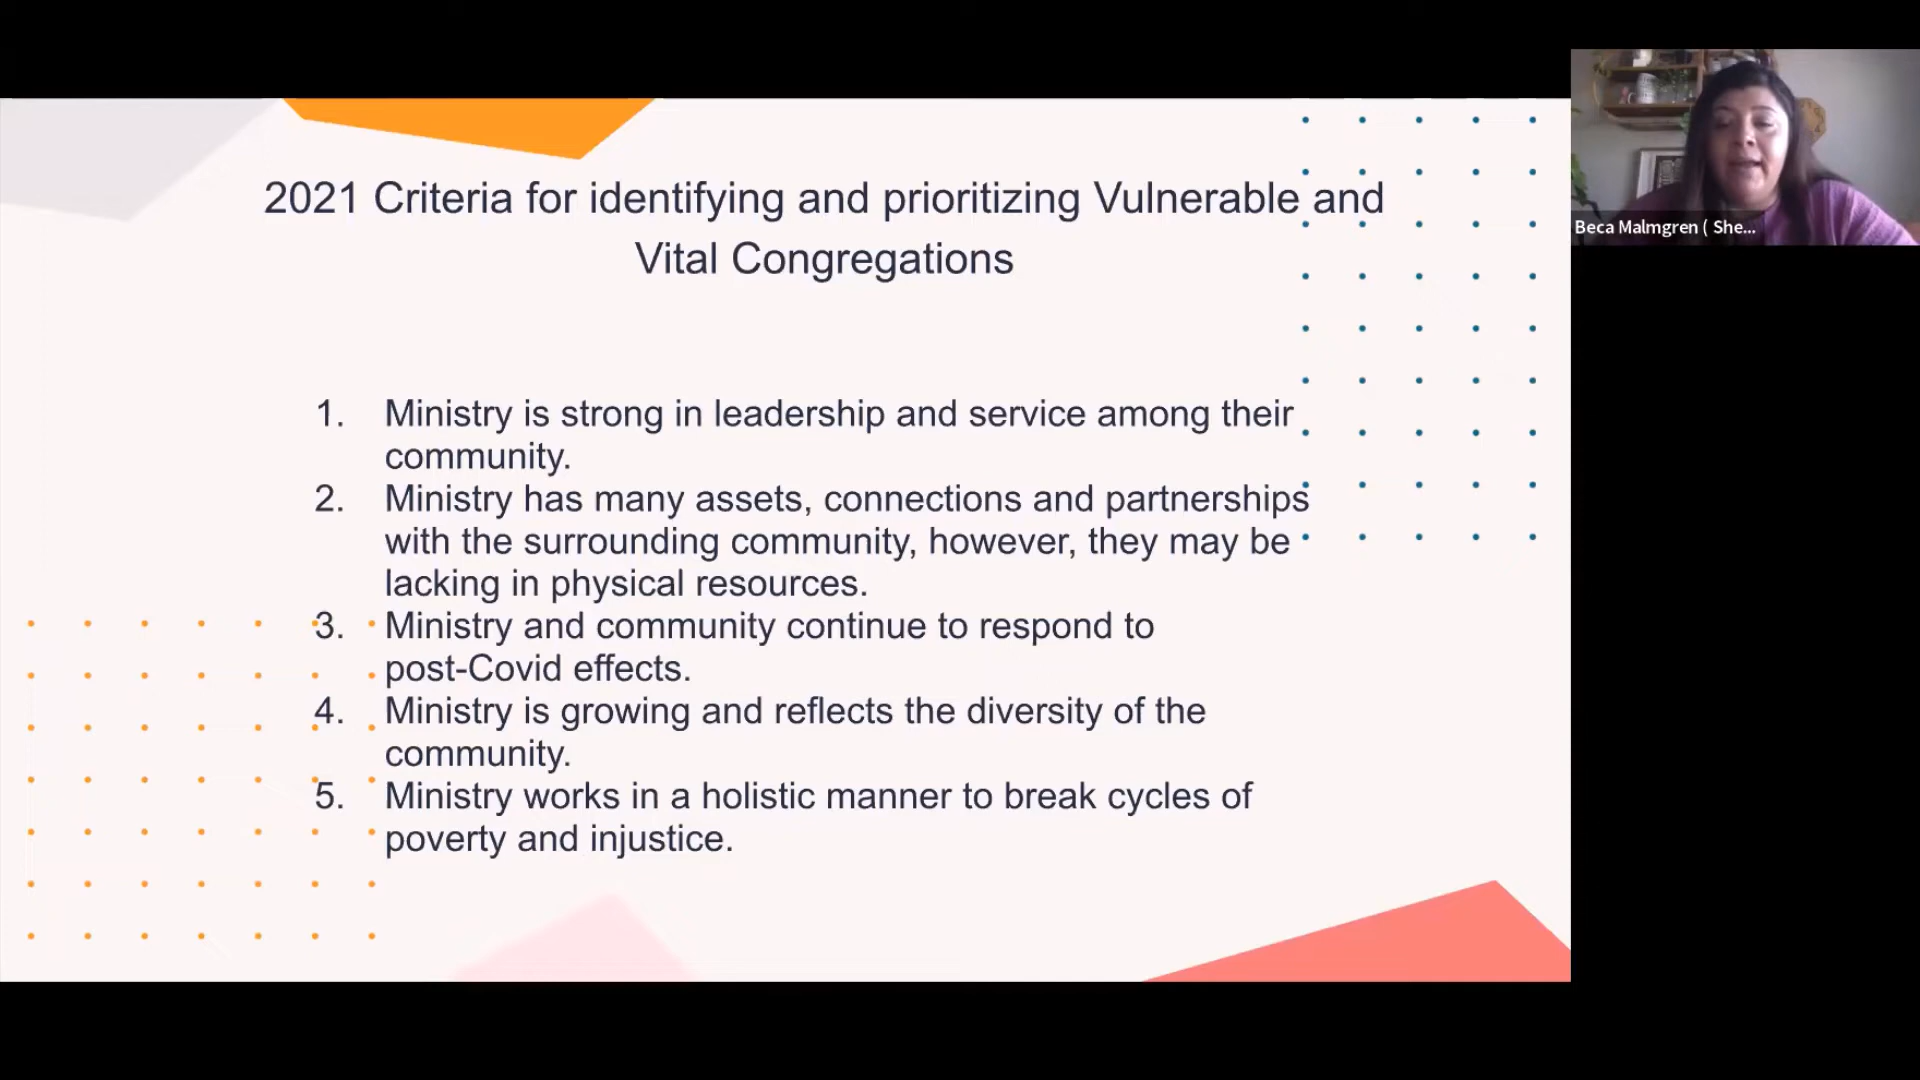 2021 Criteria for identifying and prioritizing Vulnerable and
Vital Congregations
1. Ministry is strong in leadership and service among their
community.
2. Ministry has many assets, connections and partnerships
with the surrounding community, however, they may be
lacking in physical resources.
3. Ministry and community continue to respond to
post-Covid effects.
4. Ministry is growing and reflects the diversity of the
community.
5. Ministry works in a holistic manner to break cycles of
poverty and injustice.
Beca Malmgren ( She...